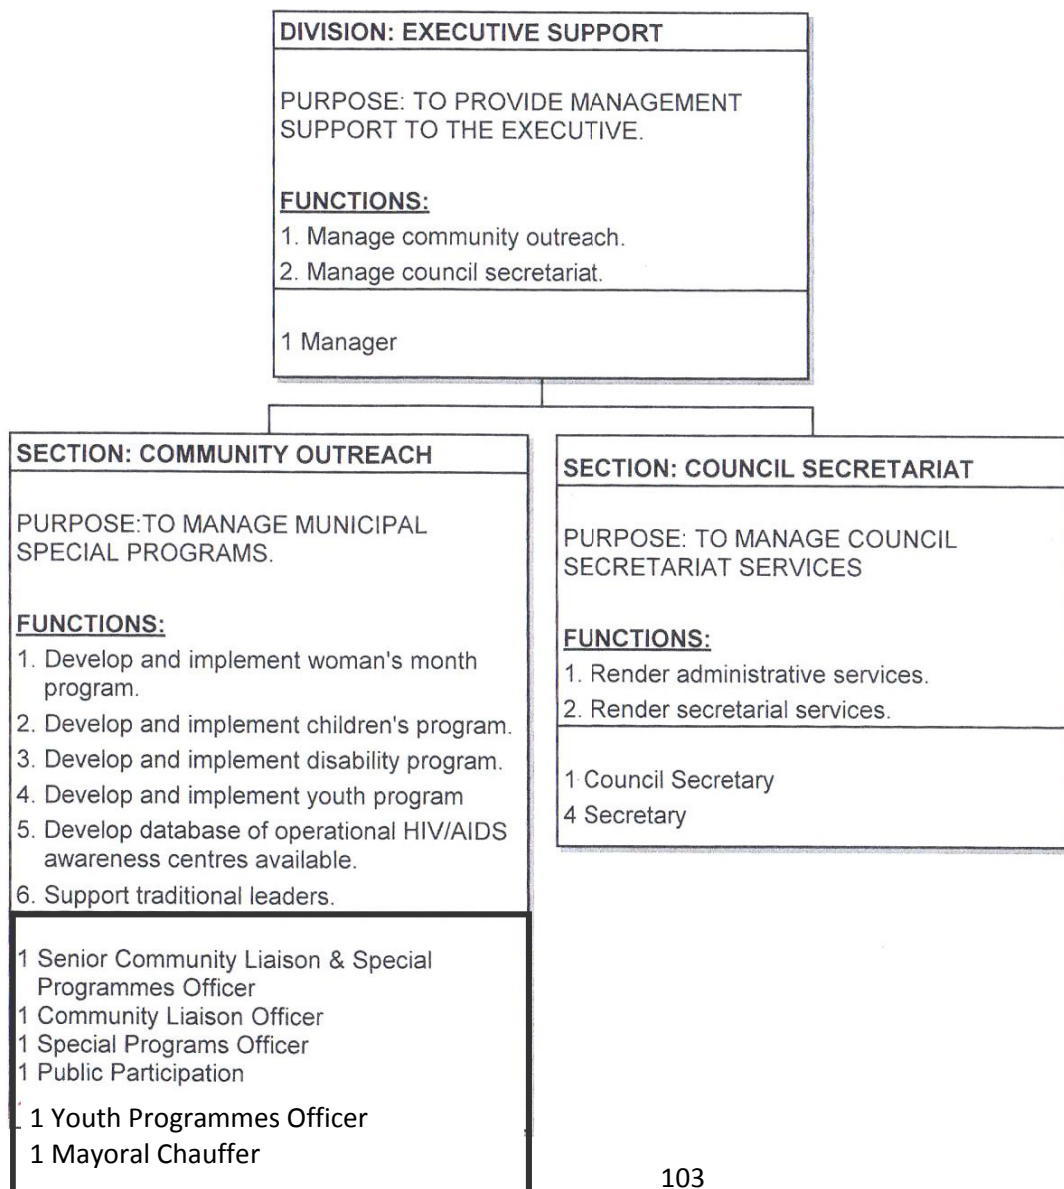 DIVISION: EXECUTIVE SUPPORT
PURPOSE: TO PROVIDE MANAGEMENT
SUPPORT TO THE EXECUTIVE.
FUNCTIONS:
1. Manage community outreach.
2. Manage council secretariat.
1 Manager
SECTION: COMMUNITY OUTREACH
PURPOSE:TO MANAGE MUNICIPAL
SPECIAL PROGRAMS.
FUNCTIONS:
1. Develop and implement woman's month
program.
2. Develop and implement children's program.
3. Develop and implement disability program.
4. Develop and implement youth program
5. Develop database of operational HIV/AIDS
awareness centres available.
6. Support traditional leaders.
1 Senior Community Liaison & Special
Programmes Officer
1 Community Liaison Officer
1 Special Programs Officer
1 Public Participation
1 Youth Programmes Officer
1 Mayoral Chauffer
SECTION: COUNCIL SECRETARIAT
PURPOSE: TO MANAGE COUNCIL
SECRETARIAT SERVICES
FUNCTIONS:
1. Render administrative services.
2. Render secretarial services.
1 Council Secretary
4 Secretary
103